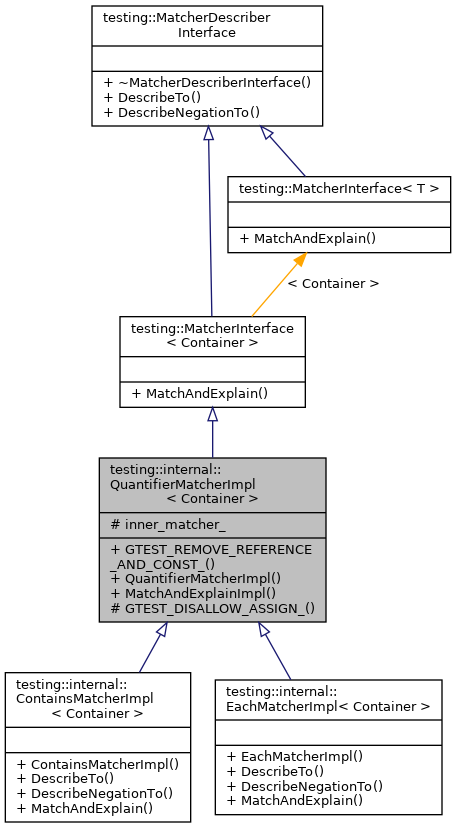 testing::MatcherDescriber
Interface
+ ~MatcherDescriberInterface()
+ DescribeTo()
+ DescribeNegationTo()
testing::MatcherInterface< T >
+ MatchAndExplain()
< Container >
testing::MatcherInterface
< Container >
+ MatchAndExplain()
testing::internal::
QuantifierMatcherImpl
< Container >
# inner_matcher_
+ GTEST_REMOVE_REFERENCE
_AND_CONST_()
+ QuantifierMatcherImpl()
+ MatchAndExplainImpl()
# GTEST_DISALLOW_ASSIGN_()
testing::internal::
ContainsMatcherImpl
< Container >
+ ContainsMatcherImpl()
+ DescribeTo()
+ DescribeNegationTo()
+ MatchAndExplain()
testing::internal::
EachMatcherImpl< Container >
+ EachMatcherImpl()
+ DescribeTo()
+ DescribeNegationTo()
+ MatchAndExplain()